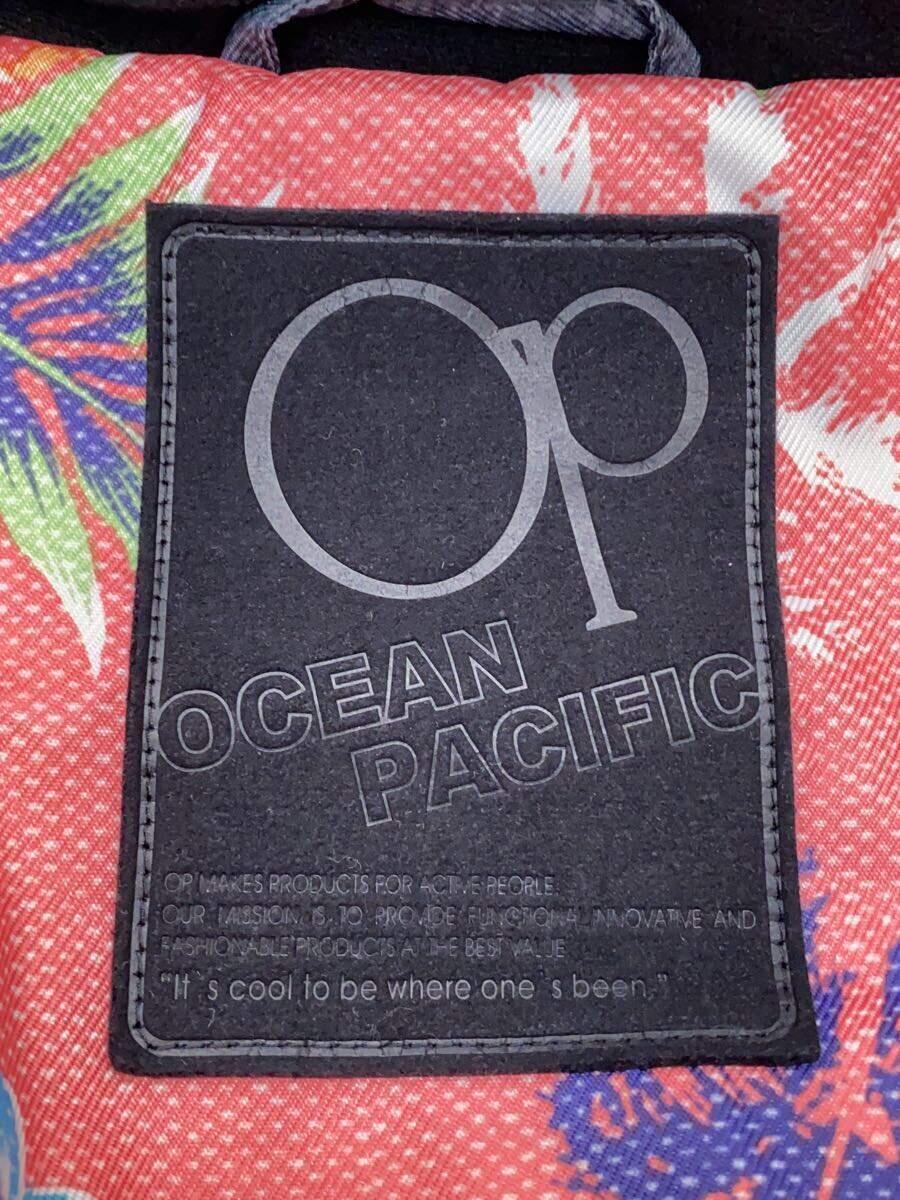 Op
OCEAN
PACIFIC
OP MAKES PRODUCTS FOR ACTIVE PEOPLE.
OUR MISSION IS TO PROVIDE FUNCTIONAL, INNOVATIVE AND
FASHIONABLE PRODUCTS AT THE BEST VALUE
"It`s cool to be where one`s been."